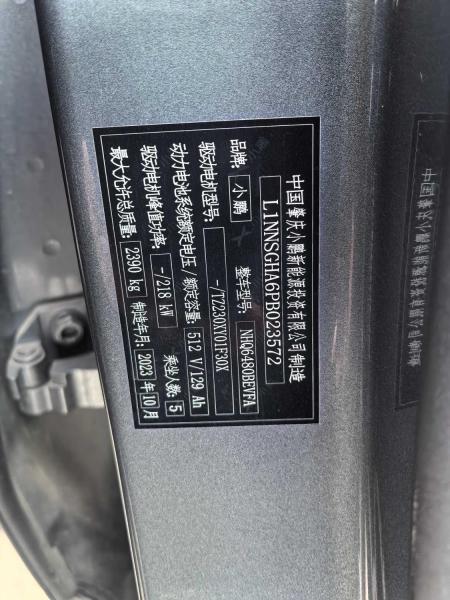 中国肇庆小鹏新能源投资有限公司制造
L1NNSGHA6PB023572
品牌: 小鹏 整车型号: NHQ6480BEVFA
驱动电机型号: -/TZ230XY01F30X
动力电池系统额定电压/额定容量: 512 V/129 Ah
驱动电机峰值功率: -/218 kW 乘坐人数: 5
最大允许总质量: 2390 kg 制造年月: 2023 年 10 月